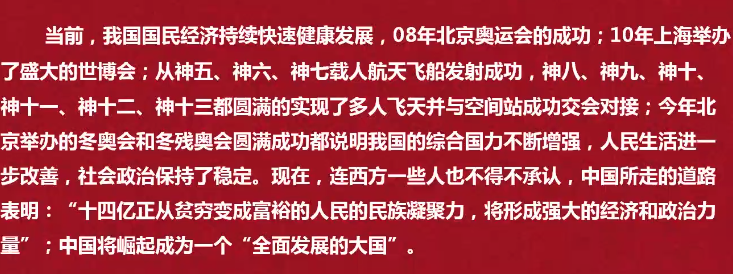 当前，我国国民经济持续快速健康发展，08年北京奥运会的成功；10年上海举办
了盛大的世博会；从神五、神六、神七载人航天飞船发射成功，神八、神九、神十、
神十一、神十二、神十三都圆满的实现了多人飞天并与空间站成功交会对接；今年北
京举办的冬奥会和冬残奥会圆满成功都说明我国的综合国力不断增强，人民生活进一
步改善，社会政治保持了稳定。现在，连西方一些人也不得不承认，中国所走的道路
表明：“十四亿正从贫穷变成富裕的人民的民族凝聚力，将形成强大的经济和政治力
量”；中国将崛起成为一个“全面发展的大国”。